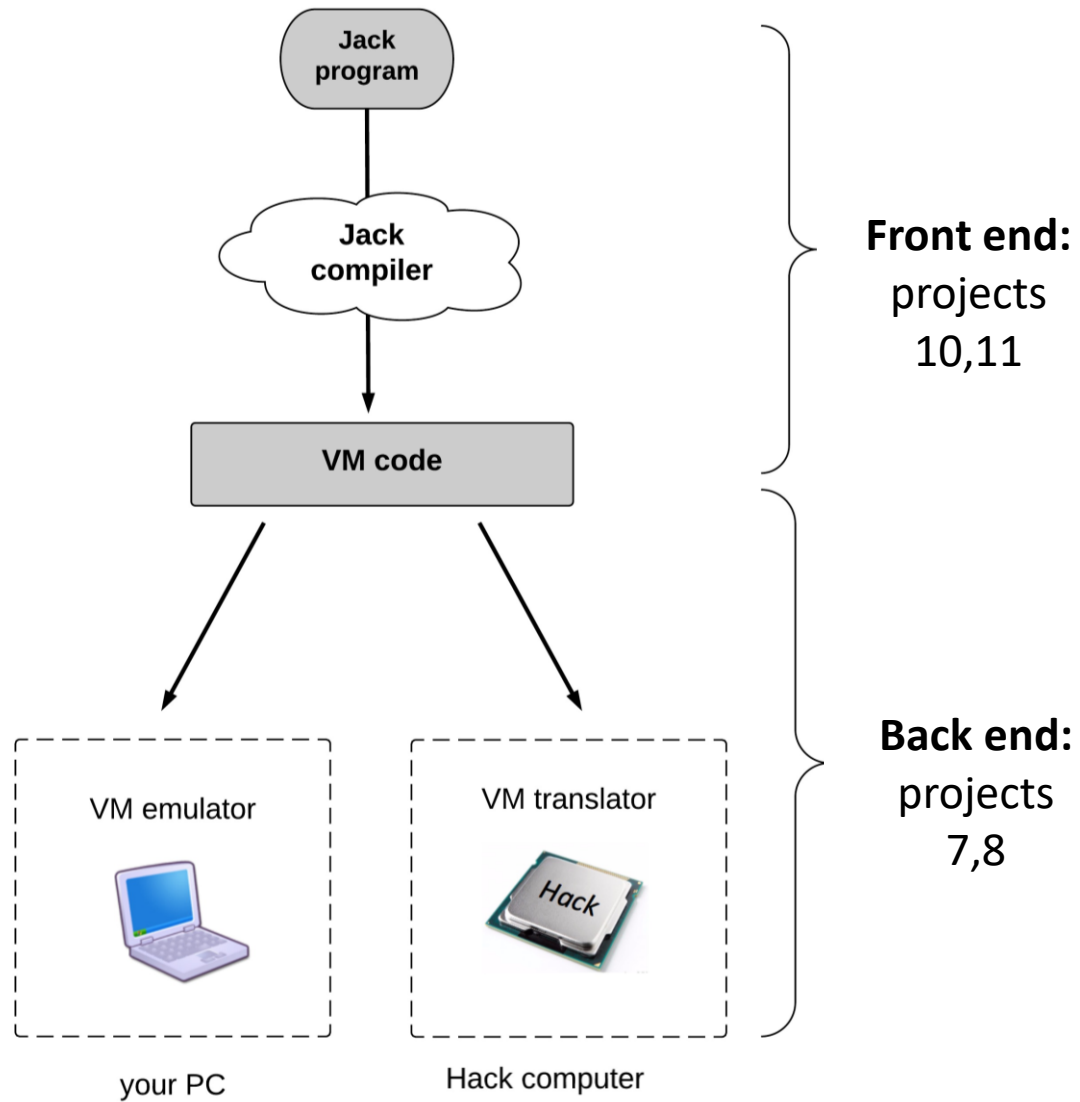 Jack
program
Jack
compiler
Front end:
projects
10,11
VM code
Back end:
projects
7,8
VM emulator
VM translator
Hack
your PC
Hack computer